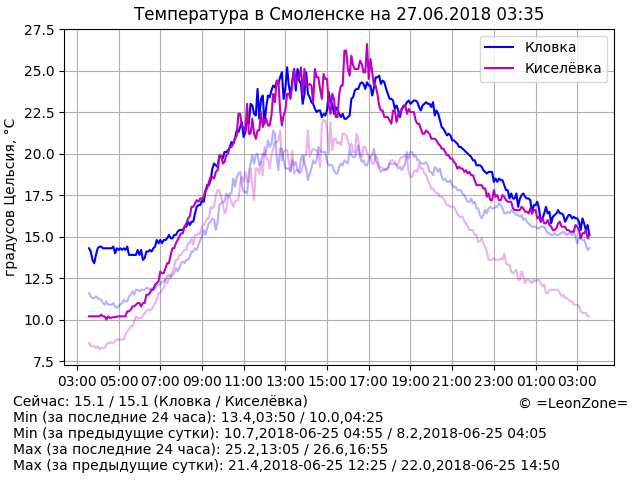 Температура в Смоленске на 27.06.2018 03:35
27.5
25.0
22.5
20.0
17.5
15.0
12.5
10.0
7.5
градусов Цельсия, °C
Кловка
Киселёвка
03:00 05:00 07:00 09:00 11:00 13:00 15:00 17:00 19:00 21:00 23:00 01:00 03:00
Сейчас: 15.1 / 15.1 (Кловка / Киселёвка)
© =LeonZone=
Min (за последние 24 часа): 13.4,03:50 / 10.0,04:25
Min (за предыдущие сутки): 10.7,2018-06-25 04:55 / 8.2,2018-06-25 04:05
Max (за последние 24 часа): 25.2,13:05 / 26.6,16:55
Max (за предыдущие сутки): 21.4,2018-06-25 12:25 / 22.0,2018-06-25 14:50